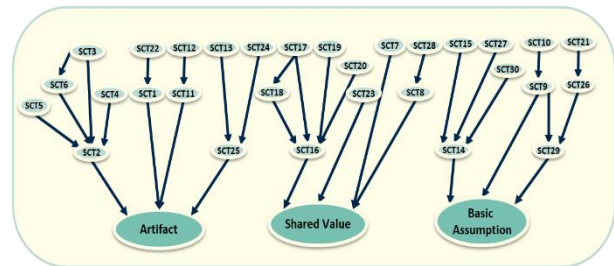 SCT3
SCT22
SCT12
SCT13
SCT24
SCT17
SCT19
SCT7
SCT28
SCT15
SCT27
SCT10
SCT21
SCT20
SCT30
SCT6
SCT4
SCT1
SCT11
SCT18
SCT23
SCT8
SCT9
SCT26
SCT5
SCT2
SCT25
SCT16
SCT14
SCT29
Artifact
Shared Value
Basic
Assumption